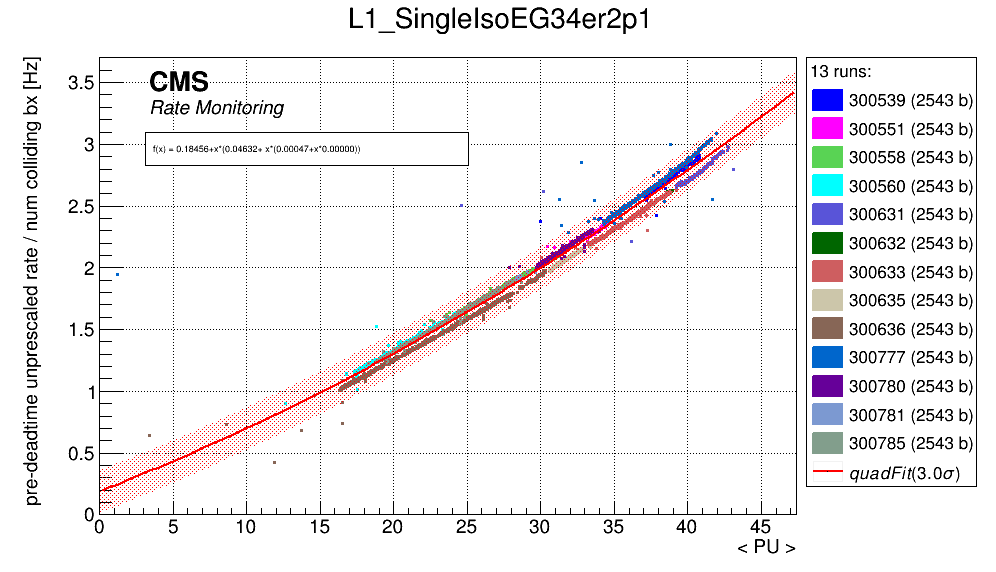 L1_SingleIsoEG34er2p1
pre-deadtime unprescaled rate / num colliding bx [Hz]
CMS
Rate Monitoring
f(x) = 0.18456+x*(0.04632+ x*(0.00047+x*0.00000))
3.5
3
2.5
2
1.5
1
0.5
0
0 5 10 15 20 25 30 35 40 45
< PU >
13 runs:
300539 (2543 b)
300551 (2543 b)
300558 (2543 b)
300560 (2543 b)
300631 (2543 b)
300632 (2543 b)
300633 (2543 b)
300635 (2543 b)
300636 (2543 b)
300777 (2543 b)
300780 (2543 b)
300781 (2543 b)
300785 (2543 b)
quadFit(3.0σ)